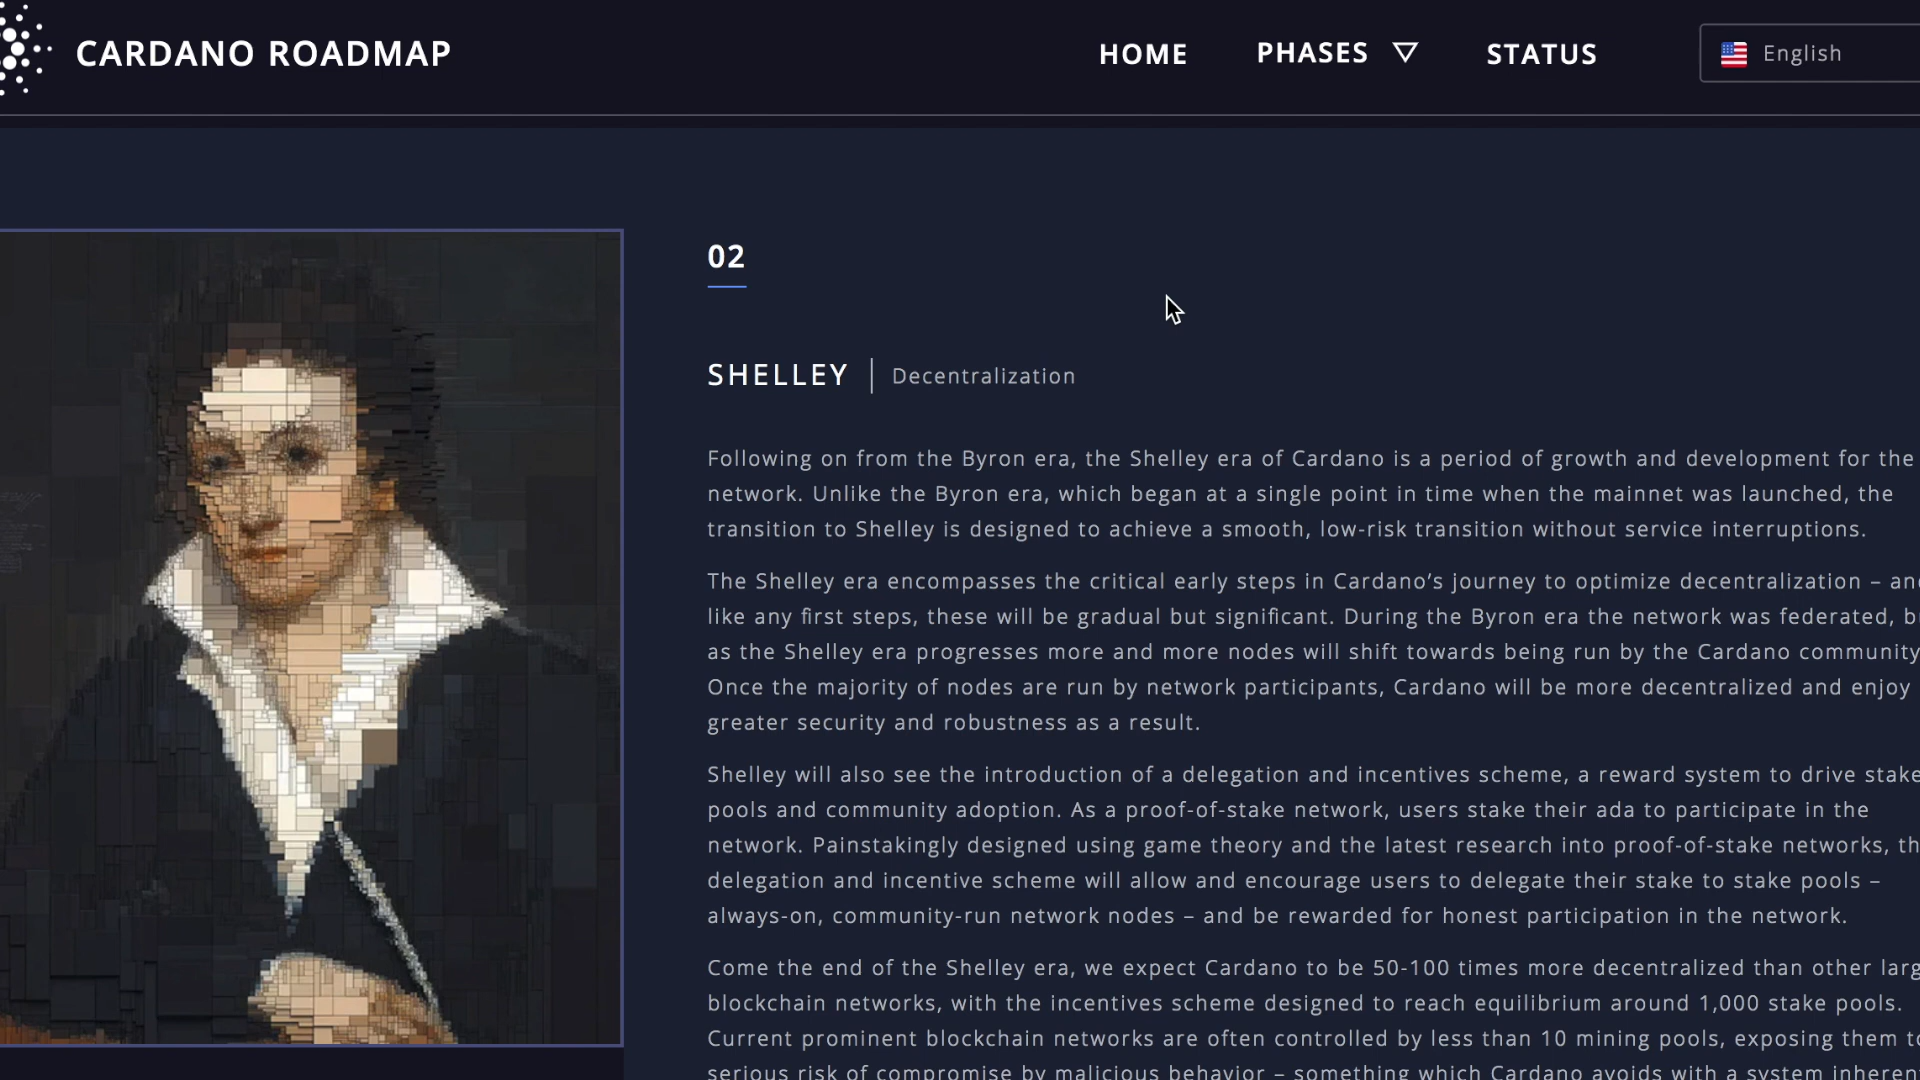 CARDANO ROADMAP
HOME
PHASES
STATUS
English
02
SHELLEY
Decentralization
Following on from the Byron era, the Shelley era of Cardano is a period of growth and development for the
network. Unlike the Byron era, which began at a single point in time when the mainnet was launched, the
transition to Shelley is designed to achieve a smooth, low-risk transition without service interruptions.
The Shelley era encompasses the critical early steps in Cardano’s journey to optimize decentralization –
like any first steps, these will be gradual but significant. During the Byron era the network was federated,
as the Shelley era progresses more and more nodes will shift towards being run by the Cardano community
Once the majority of nodes are run by network participants, Cardano will be more decentralized and enjoy
greater security and robustness as a result.
Shelley will also see the introduction of a delegation and incentives scheme, a reward system to drive stake
pools and community adoption. As a proof-of-stake network, users stake their ada to participate in the
network. Painstakingly designed using game theory and the latest research into proof-of-stake networks,
delegation and incentive scheme will allow and encourage users to delegate their stake to stake pools –
always-on, community-run network nodes – and be rewarded for honest participation in the network.
Come the end of the Shelley era, we expect Cardano to be 50-100 times more decentralized than other
blockchain networks, with the incentives scheme designed to reach equilibrium around 1,000 stake pools.
Current prominent blockchain networks are often controlled by less than 10 mining pools, exposing them
serious risk of compromise by malicious behavior – something which Cardano avoids with a system